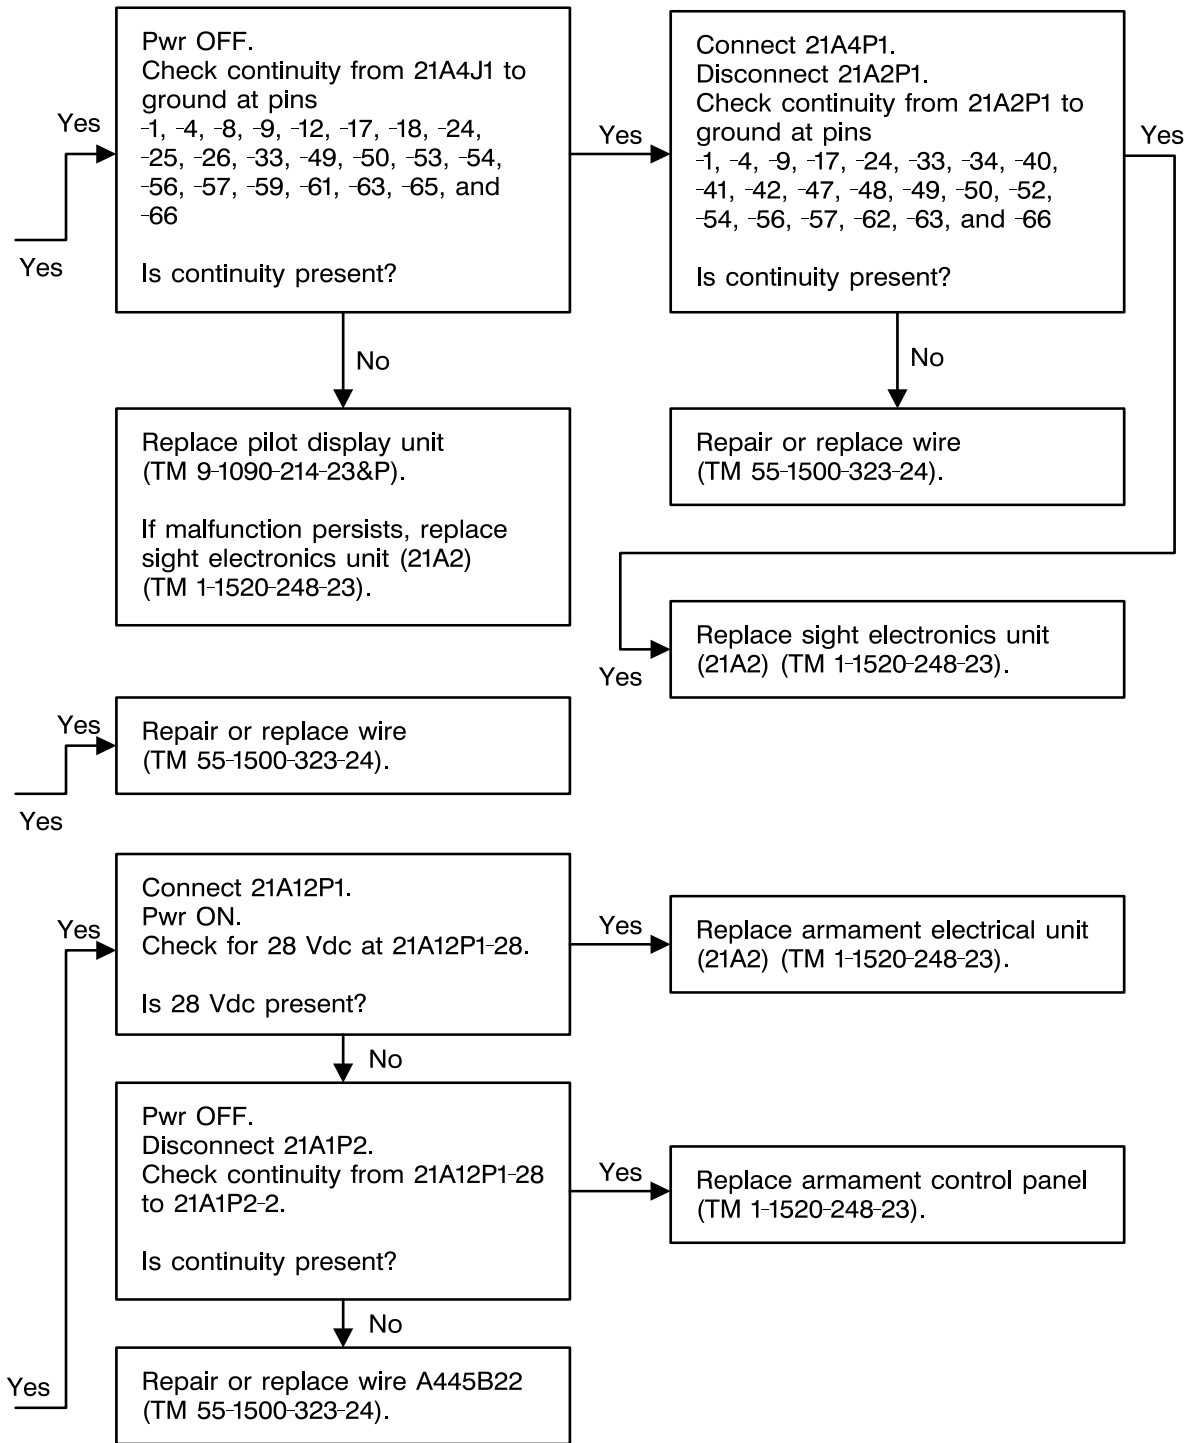 Pwr OFF.
Check continuity from 21A4J1 to
ground at pins
-1, -4, -8, -9, -12, -17, -18, -24,
-25, -26, -33, -49, -50, -53, -54,
-56, -57, -59, -61, -63, -65, and
-66
Is continuity present?
Yes
Yes
Yes
Connect 21A4P1.
Disconnect 21A2P1.
Check continuity from 21A2P1 to
ground at pins
-1, -4, -9, -17, -24, -33, -34, -40,
-41, -42, -47, -48, -49, -50, -52,
-54, -56, -57, -62, -63, and -66
Is continuity present?
Yes
No
No
Replace pilot display unit
(TM 9-1090-214-23&P).
If malfunction persists, replace
sight electronics unit (21A2)
(TM 1-1520-248-23).
Repair or replace wire
(TM 55-1500-323-24).
Yes
Replace sight electronics unit
(21A2) (TM 1-1520-248-23).
Yes
Yes
Repair or replace wire
(TM 55-1500-323-24).
Yes
Connect 21A12P1.
Pwr ON.
Check for 28 Vdc at 21A12P1-28.
Is 28 Vdc present?
Yes
Replace armament electrical unit
(21A2) (TM 1-1520-248-23).
No
Pwr OFF.
Disconnect 21A1P2.
Check continuity from 21A12P1-28
to 21A1P2-2.
Is continuity present?
Yes
Replace armament control panel
(TM 1-1520-248-23).
No
Yes
Repair or replace wire A445B22
(TM 55-1500-323-24).